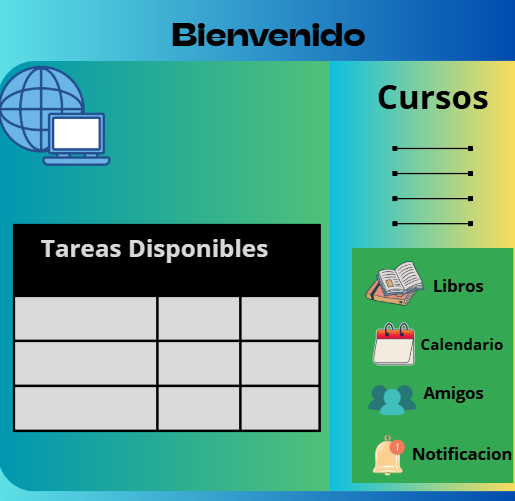 Bienvenido
Cursos
Tareas Disponibles
Libros
Calendario
Amigos
Notificacion